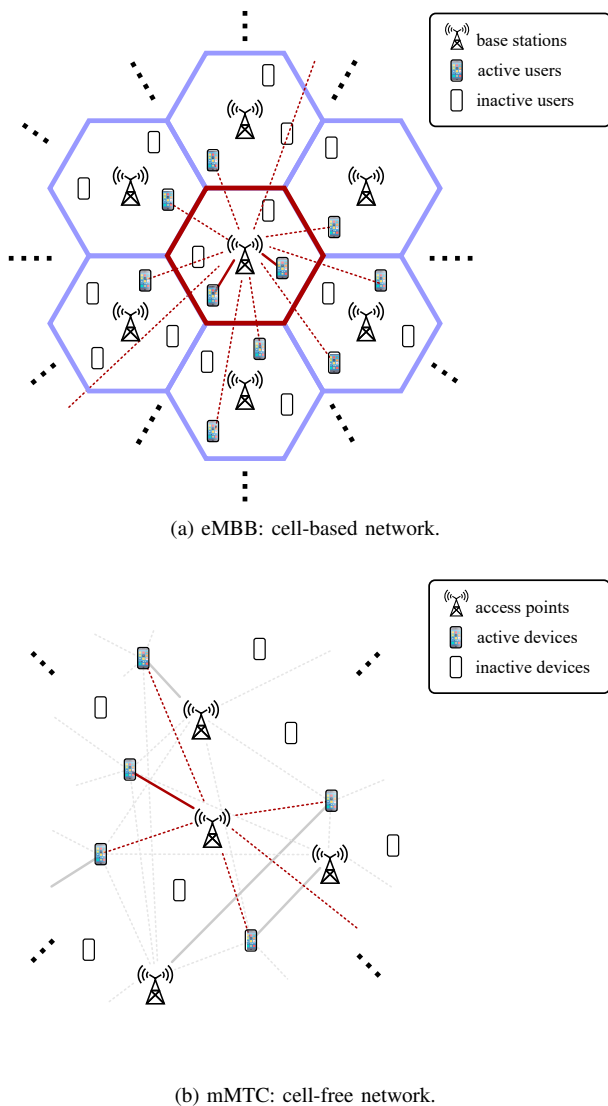 base stations
active users
inactive users
(a) eMBB: cell-based network.
access points
active devices
inactive devices
(b) mMTC: cell-free network.